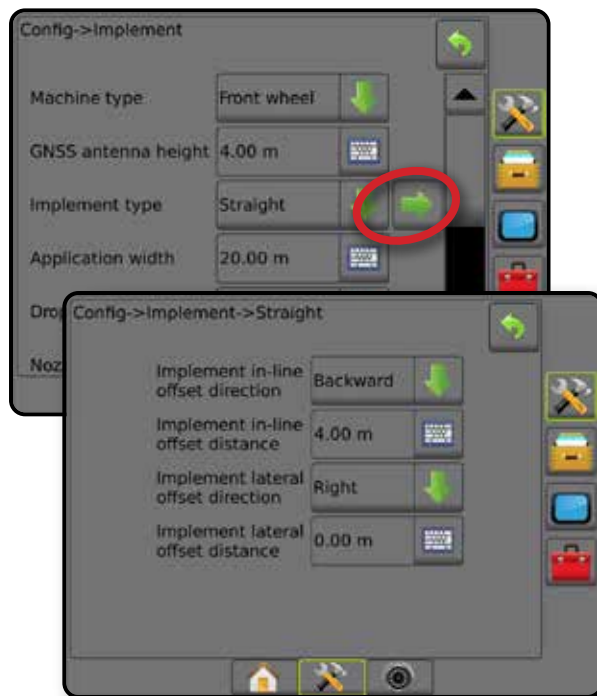 Config->Implement
Machine type Front wheel
GNSS antenna height 4.00 m
Implement type Straight
Application width 20.00 m
Config->Implement->Straight
Implement in-line
offset direction Backward
Implement in-line
offset distance 4.00 m
Implement lateral
offset direction Right
Implement lateral
offset distance 0.00 m